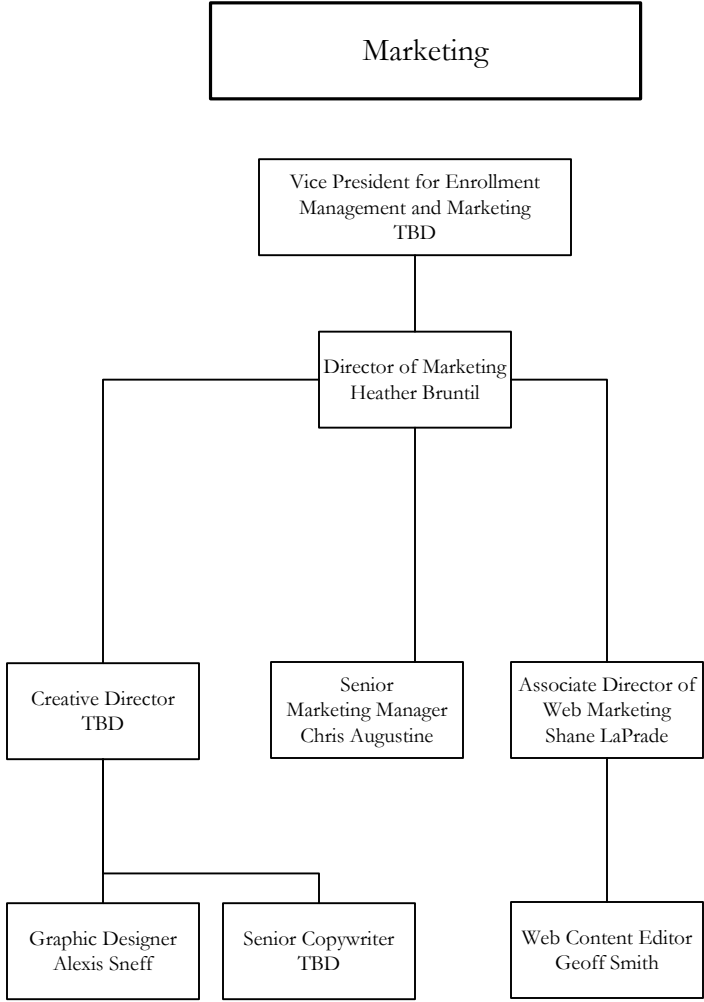 Marketing
Vice President for Enrollment
Management and Marketing
TBD
Director of Marketing
Heather Bruntil
Creative Director
TBD
Senior
Marketing Manager
Chris Augustine
Associate Director of
Web Marketing
Shane LaPrade
Graphic Designer
Alexis Sneff
Senior Copywriter
TBD
Web Content Editor
Geoff Smith